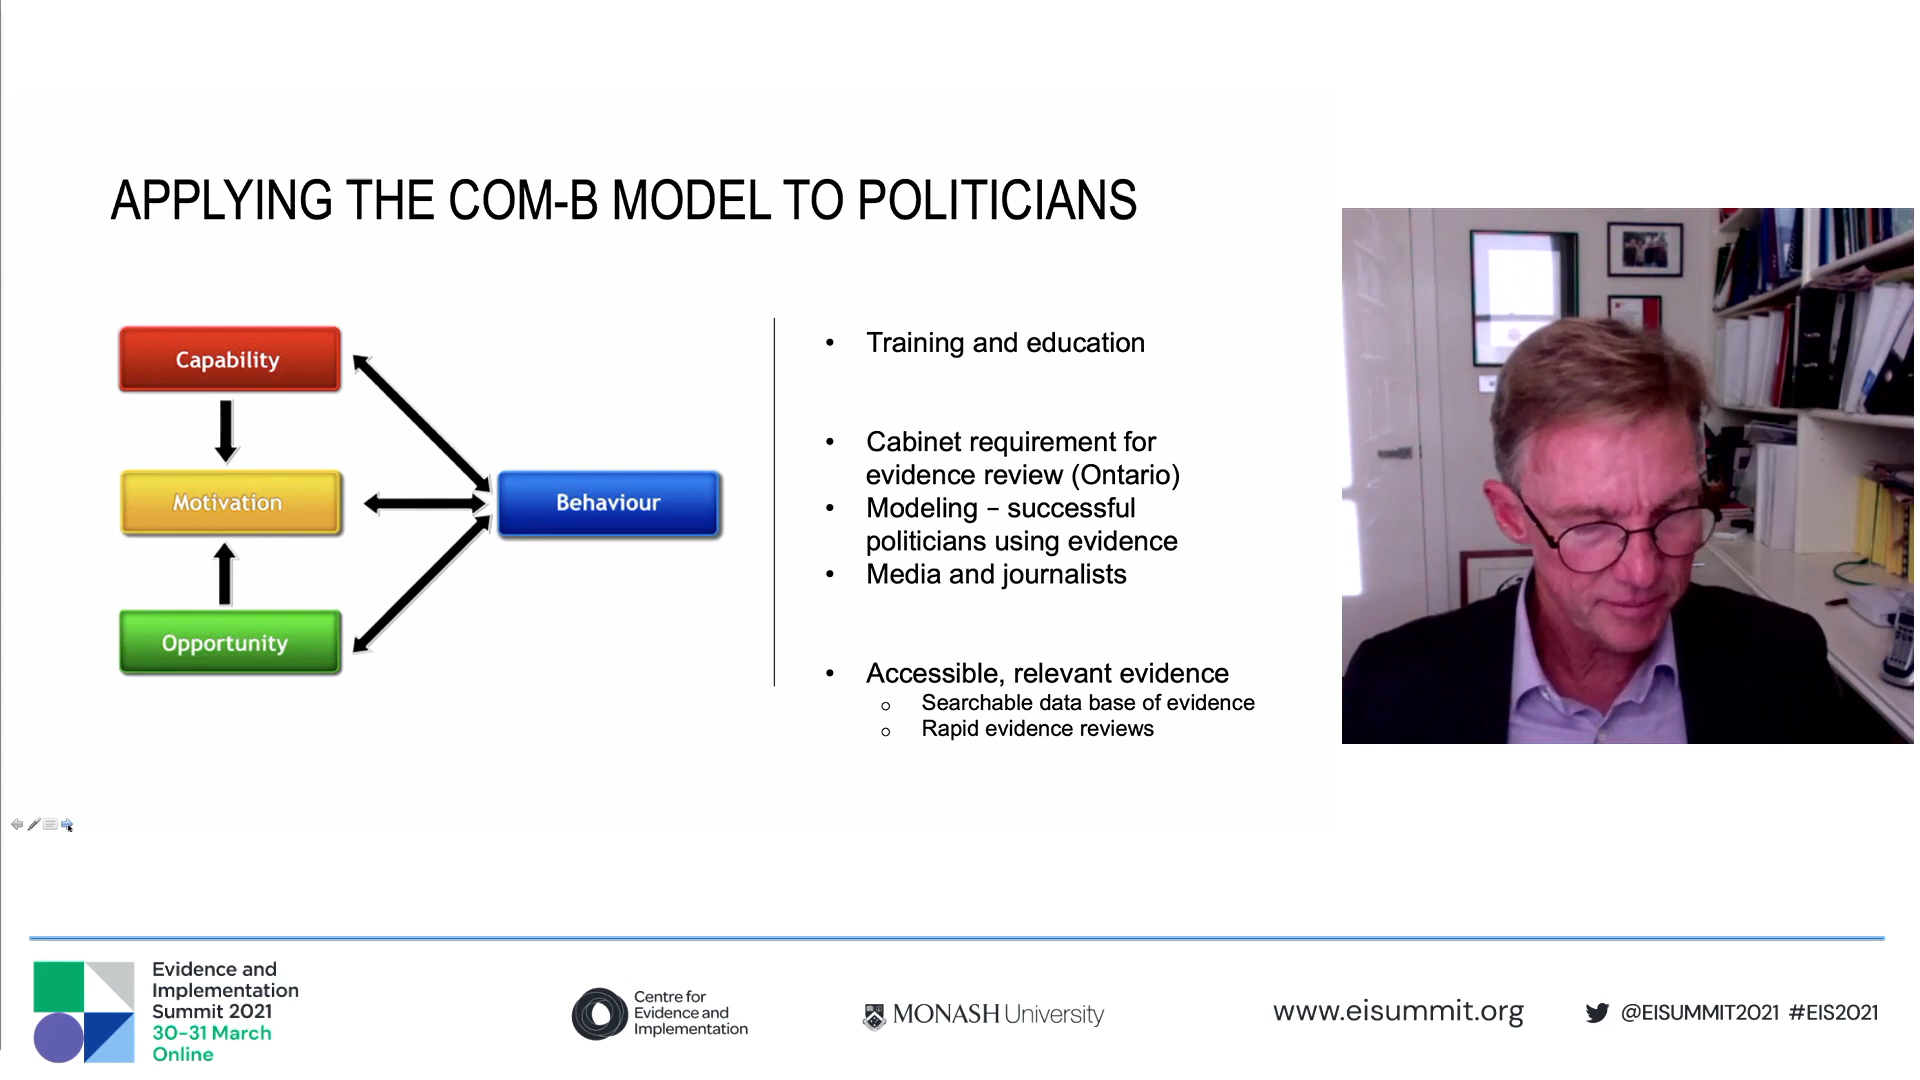 APPLYING THE COM-B MODEL TO POLITICIANS
Capability
Motivation
Opportunity
Behaviour
• Training and education
• Cabinet requirement for
evidence review (Ontario)
• Modeling – successful
politicians using evidence
• Media and journalists
• Accessible, relevant evidence
o Searchable data base of evidence
o Rapid evidence reviews
Evidence and
Implementation
Summit 2021
30–31 March
Online
Centre for
Evidence and
Implementation
MONASH University
www.eisummit.org
@EISUMMIT2021 #EIS2021